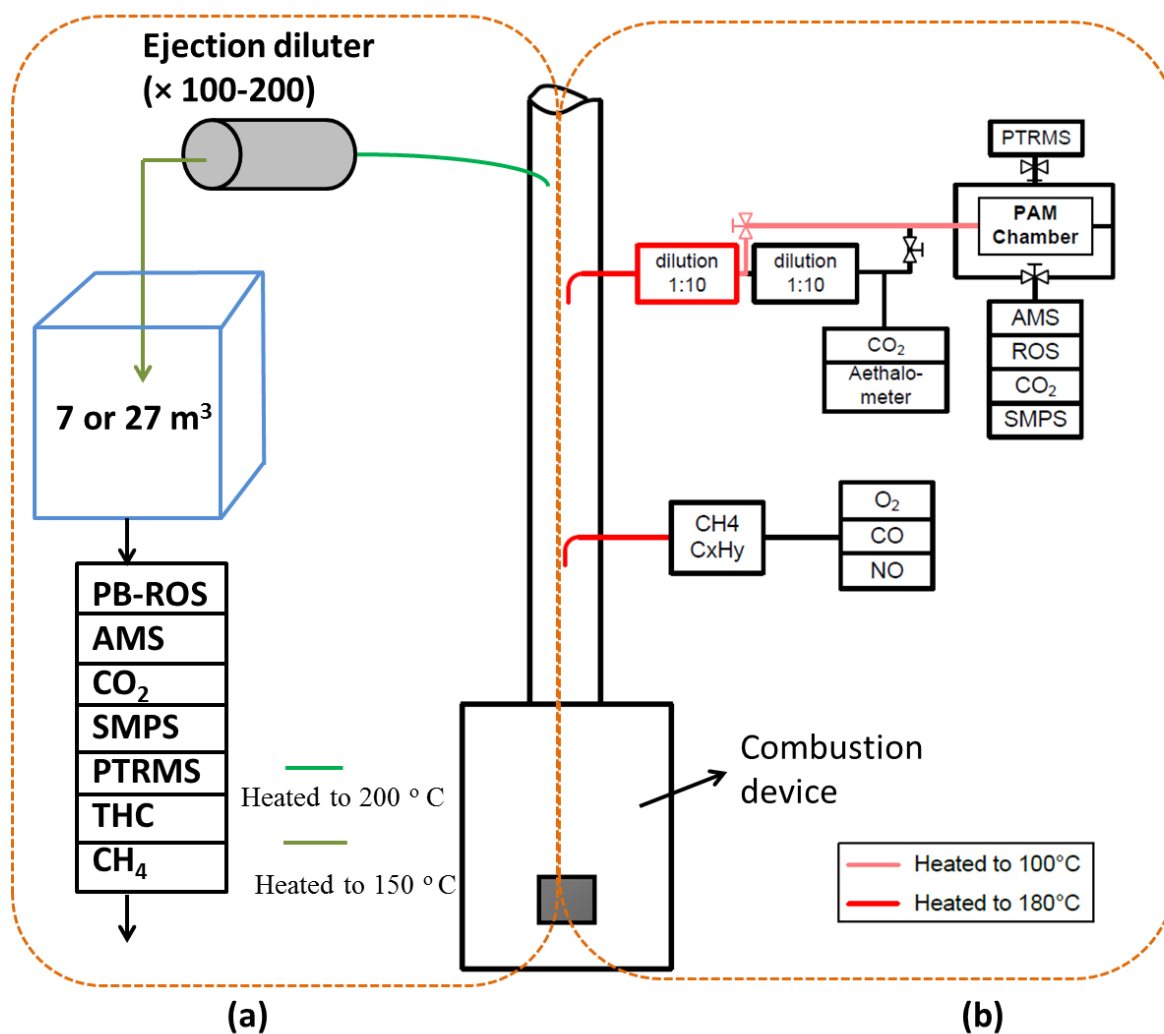 Ejection diluter
(× 100-200)
7 or 27 m³
PB-ROS
AMS
CO₂
SMPS
PTRMS
THC
CH₄
Heated to 200 ° C
Heated to 150 ° C
(a)
PTRMS
PAM
Chamber
dilution
1:10
dilution
1:10
CO₂
Aethalo-
meter
AMS
ROS
CO₂
SMPS
CH4
CxHy
O₂
CO
NO
Combustion
device
Heated to 100°C
Heated to 180°C
(b)